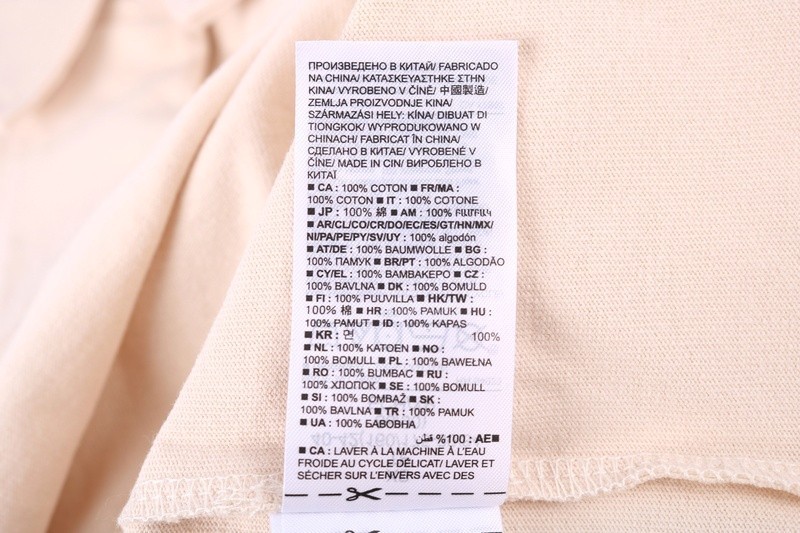 ПРОИЗВЕДЕНО В КИТАЙ/ FABRICADO
NA CHINA/ ΚΑΤΑΣΚΕΥΑΣΤΗΚΕ ΣΤΗΝ
ΚΙΝΑ/ VYROBENO V ČÍNĚ/ 中國製造/
ZEMLJA PROIZVODNJE KINA/
SZÁRMAZÁSI HELY: KÍNA/ DIBUAT DI
TIONGKOK/ WYPRODUKOWANO W
CHINACH/ FABRICAT ÎN CHINA/
СДЕЛАНО В КИТАЕ/ VYROBENÉ V
ČÍNE/ MADE IN CIN/ ВИРОБЛЕНО В
КИТАЇ
■ CA : 100% COTON ■ FR/MA :
100% COTON ■ IT : 100% COTONE
■ JP : 100% 綿 ■ AM : 100% ԲԱՄԲԱԿ
■ AR/CL/CO/CR/DO/EC/ES/GT/HN/MX/
NI/PA/PE/PY/SV/UY : 100% algodón
■ AT/DE : 100% BAUMWOLLE ■ BG :
100% ПАМУК ■ BR/PT : 100% ALGODÃO
■ CY/EL : 100% ΒΑΜΒΑΚΕΡΟ ■ CZ :
100% BAVLNA ■ DK : 100% BOMULD
■ FI : 100% PUUVILLA ■ HK/TW :
100% 棉 ■ HR : 100% PAMUK ■ HU :
100% PAMUT ■ ID : 100% KAPAS
■ KR : 면 100%
■ NL : 100% KATOEN ■ NO :
100% BOMULL ■ PL : 100% BAWEŁNA
■ RO : 100% BUMBAC ■ RU :
100% ХЛОПОК ■ SE : 100% BOMULL
■ SI : 100% BOMBAŽ ■ SK :
100% BAVLNA ■ TR : 100% PAMUK
■ UA : 100% БАВОВНА
■AE : 100% قطن
■ CA : LAVER À LA MACHINE À L'EAU
FROIDE AU CYCLE DÉLICAT/ LAVER ET
SÉCHER SUR L'ENVERS AVEC DES